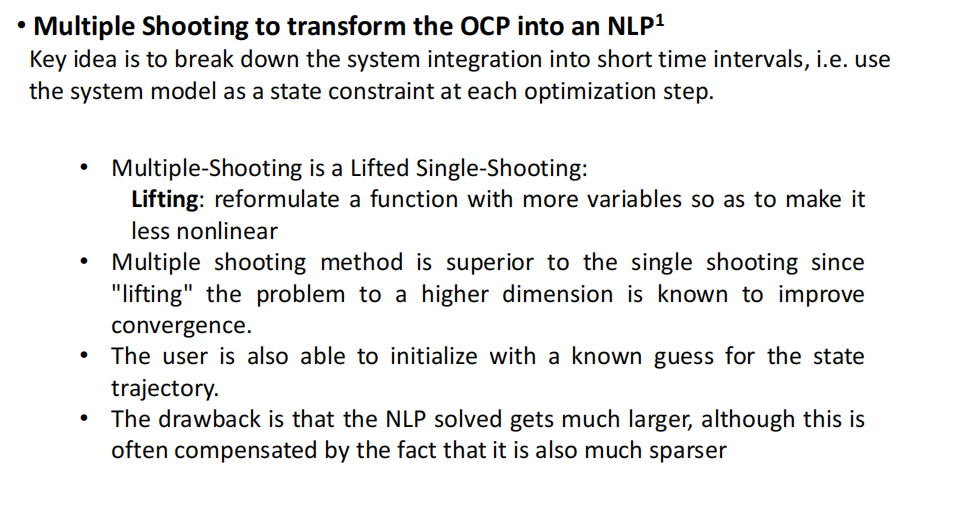 • Multiple Shooting to transform the OCP into an NLP¹
Key idea is to break down the system integration into short time intervals, i.e. use
the system model as a state constraint at each optimization step.
• Multiple-Shooting is a Lifted Single-Shooting:
Lifting: reformulate a function with more variables so as to make it
less nonlinear
• Multiple shooting method is superior to the single shooting since
"lifting" the problem to a higher dimension is known to improve
convergence.
• The user is also able to initialize with a known guess for the state
trajectory.
• The drawback is that the NLP solved gets much larger, although this is
often compensated by the fact that it is also much sparser